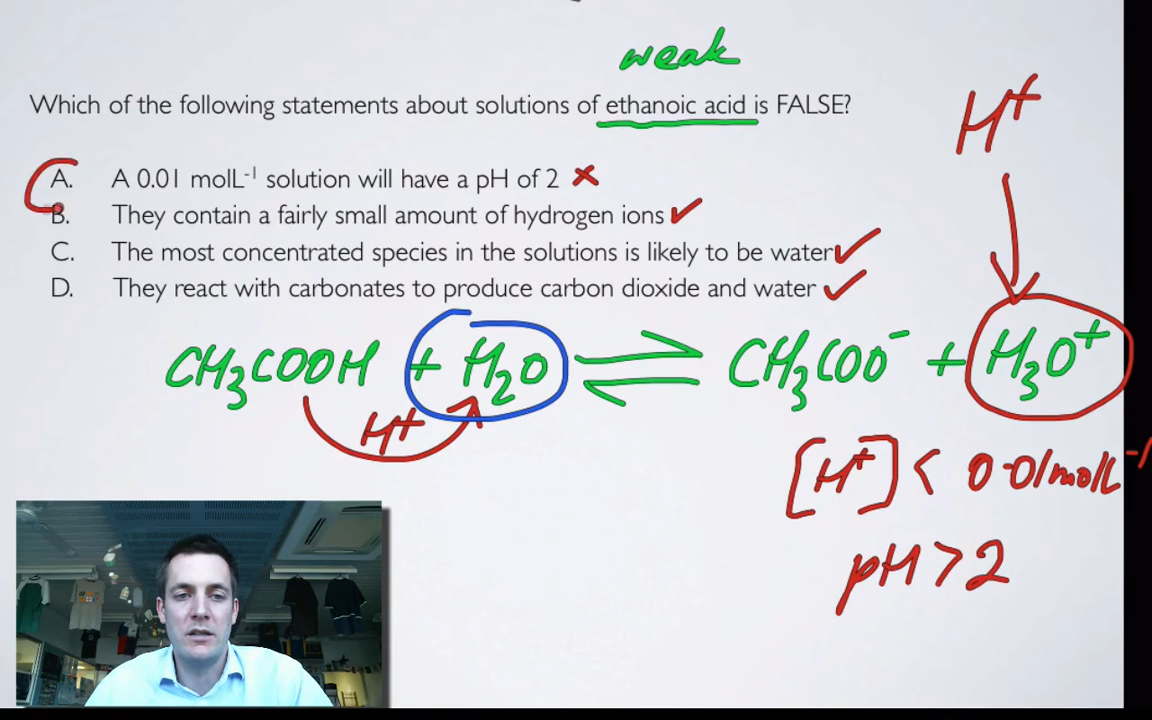 weak
Which of the following statements about solutions of ethanoic acid is FALSE?
H⁺
A. A 0.01 molL⁻¹ solution will have a pH of 2 ✗
B. They contain a fairly small amount of hydrogen ions ✓
C. The most concentrated species in the solutions is likely to be water ✓
D. They react with carbonates to produce carbon dioxide and water ✓
CH₃COOH + H₂O ⇌ CH₃COO⁻ + H₃O⁺
H⁺
[H⁺] < 0·01molL⁻¹
pH > 2